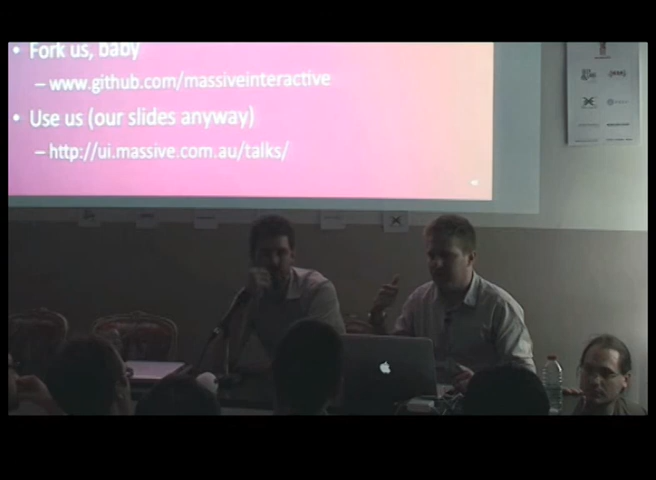 • Fork us, baby
– www.github.com/massiveinteractive
• Use us (our slides anyway)
– http://ui.massive.com.au/talks/